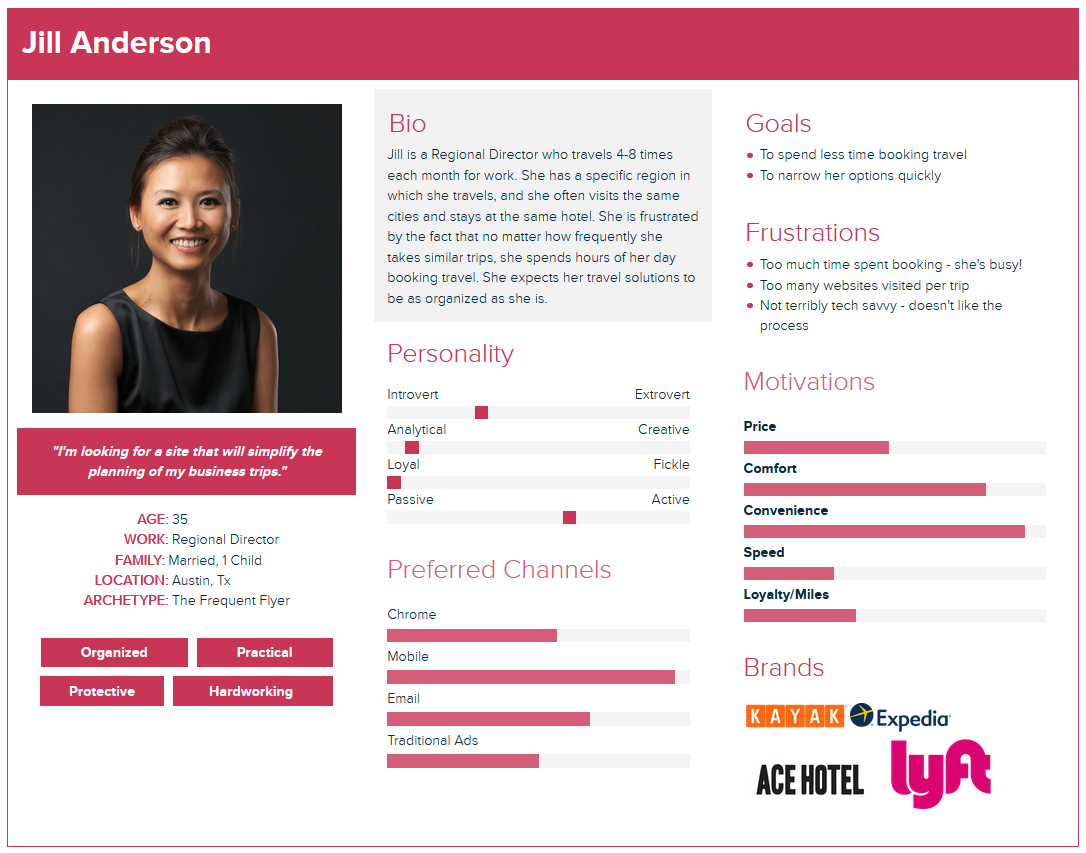 Jill Anderson
"I'm looking for a site that will simplify the
planning of my business trips."
AGE: 35
WORK: Regional Director
FAMILY: Married, 1 Child
LOCATION: Austin, Tx
ARCHETYPE: The Frequent Flyer
Organized
Practical
Protective
Hardworking
Bio
Jill is a Regional Director who travels 4-8 times
each month for work. She has a specific region in
which she travels, and she often visits the same
cities and stays at the same hotel. She is frustrated
by the fact that no matter how frequently she
takes similar trips, she spends hours of her day
booking travel. She expects her travel solutions to
be as organized as she is.
Personality
Introvert Extrovert
Analytical Creative
Loyal Fickle
Passive Active
Preferred Channels
Chrome
Mobile
Email
Traditional Ads
Goals
To spend less time booking travel
To narrow her options quickly
Frustrations
Too much time spent booking - she's busy!
Too many websites visited per trip
Not terribly tech savvy - doesn't like the
process
Motivations
Price
Comfort
Convenience
Speed
Loyalty/Miles
Brands
KAYAK Expedia
ACE HOTEL lyft